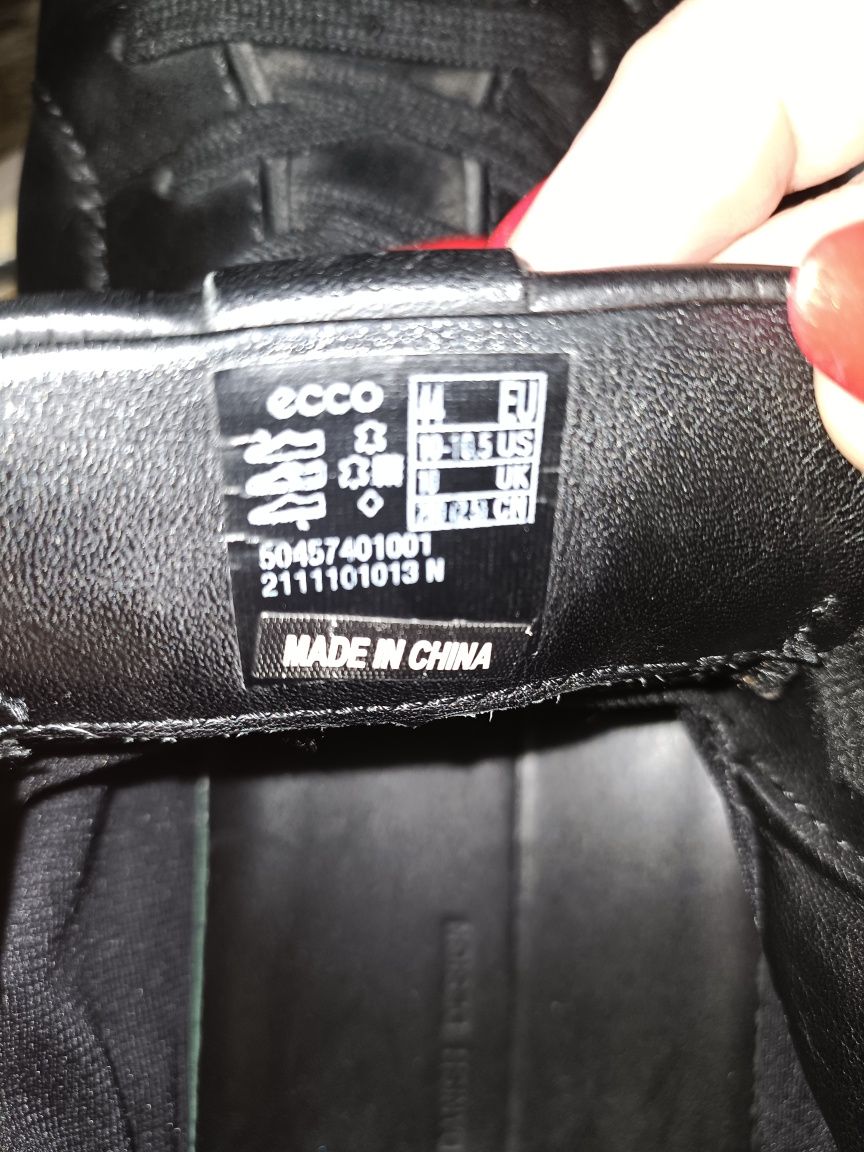 ecco
44 EU
10-10.5 US
10 UK
CN
50457401001
2111101013 N
MADE IN CHINA